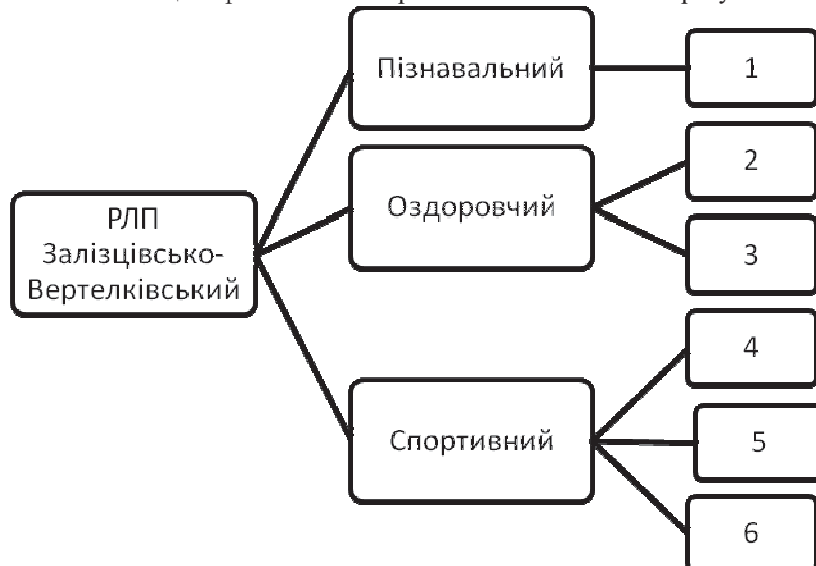 Пізнавальний
1
2
Оздоровчий
3
РЛП
Залізцівсько-
Вертелківський
4
Спортивний
5
6